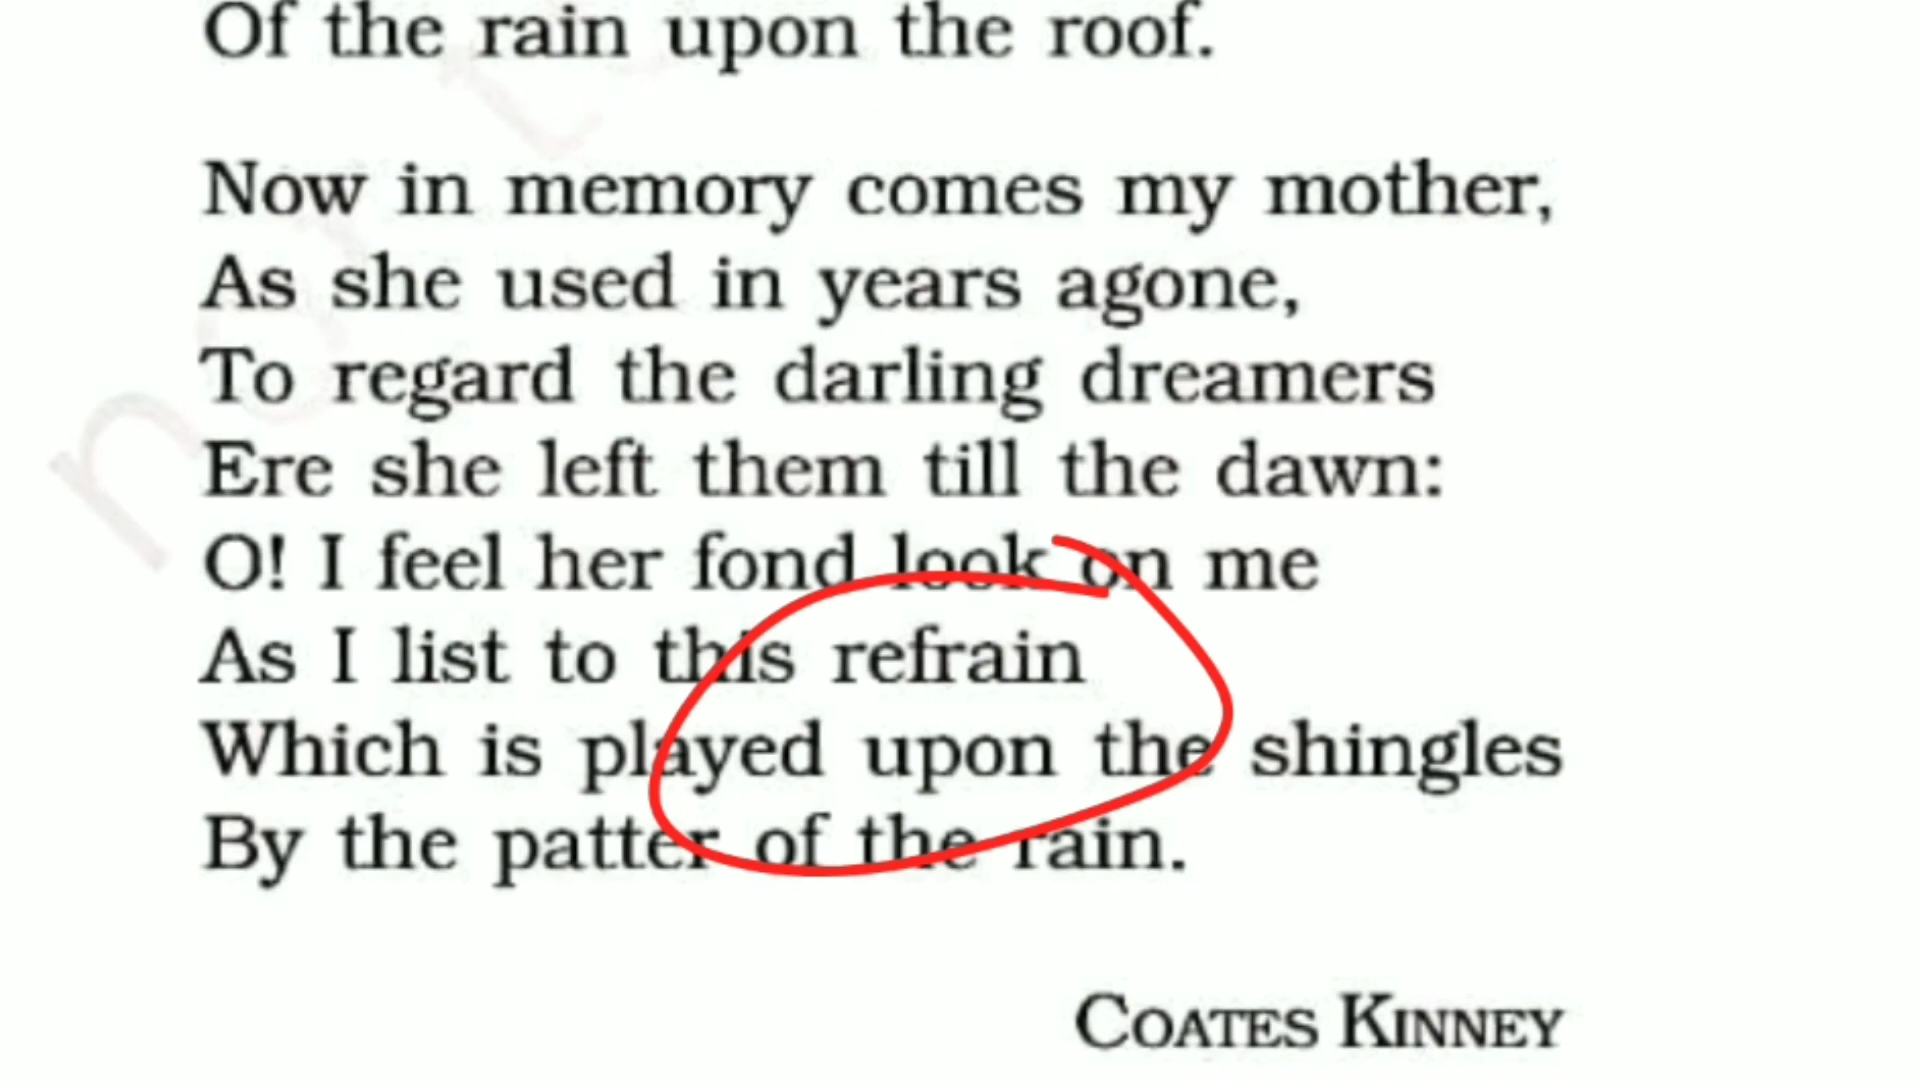 Of the rain upon the roof.
Now in memory comes my mother,
As she used in years agone,
To regard the darling dreamers
Ere she left them till the dawn:
O! I feel her fond look on me
As I list to this refrain
Which is played upon the shingles
By the patter of the rain.
COATES KINNEY